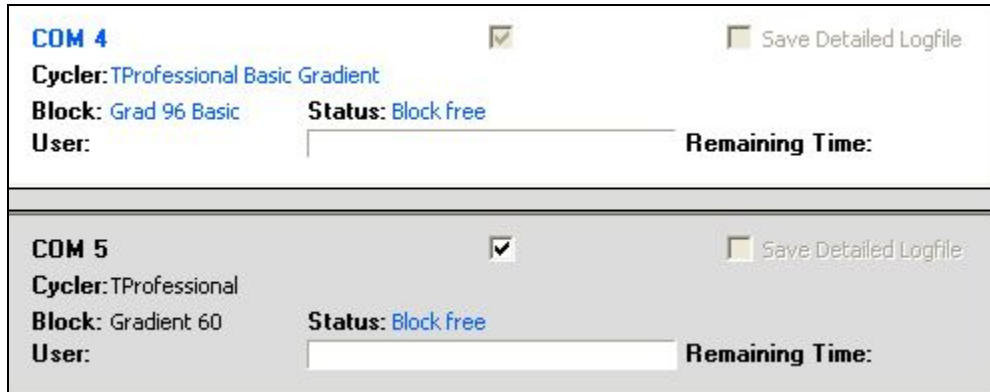 COM 4 Save Detailed Logfile
Cycler: TProfessional Basic Gradient
Block: Grad 96 Basic Status: Block free
User: Remaining Time:
COM 5 Save Detailed Logfile
Cycler: TProfessional
Block: Gradient 60 Status: Block free
User: Remaining Time: